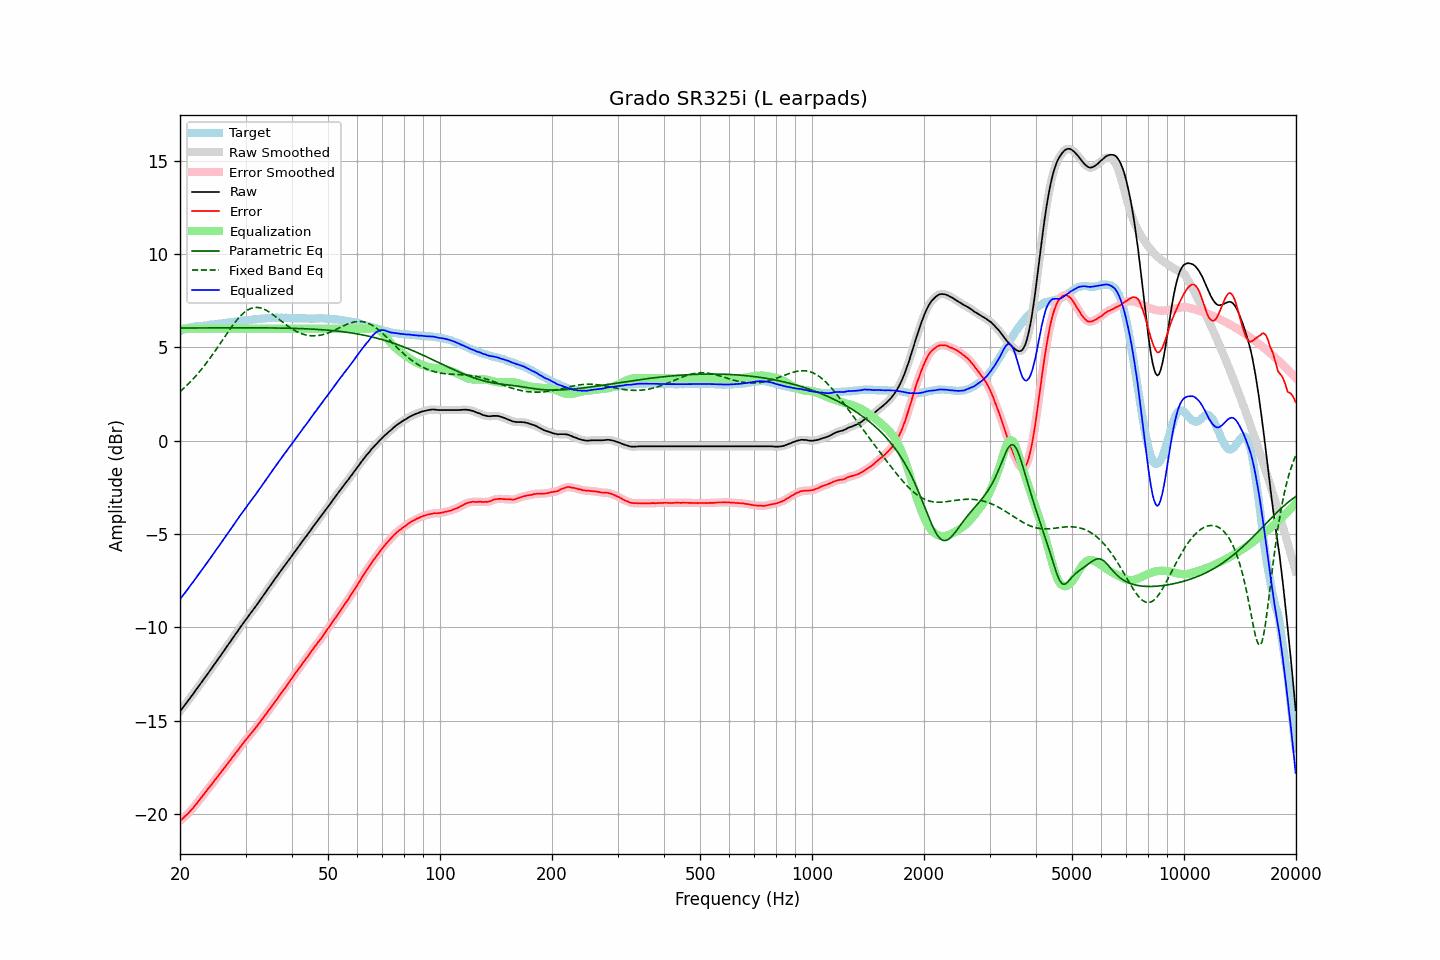 Grado SR325i (L earpads)
Target
Raw Smoothed
Error Smoothed
Raw
Error
Equalization
Parametric Eq
Fixed Band Eq
Equalized
Amplitude (dBr)
15
10
5
0
−5
−10
−15
−20
20 50 100 200 500 1000 2000 5000 10000 20000
Frequency (Hz)